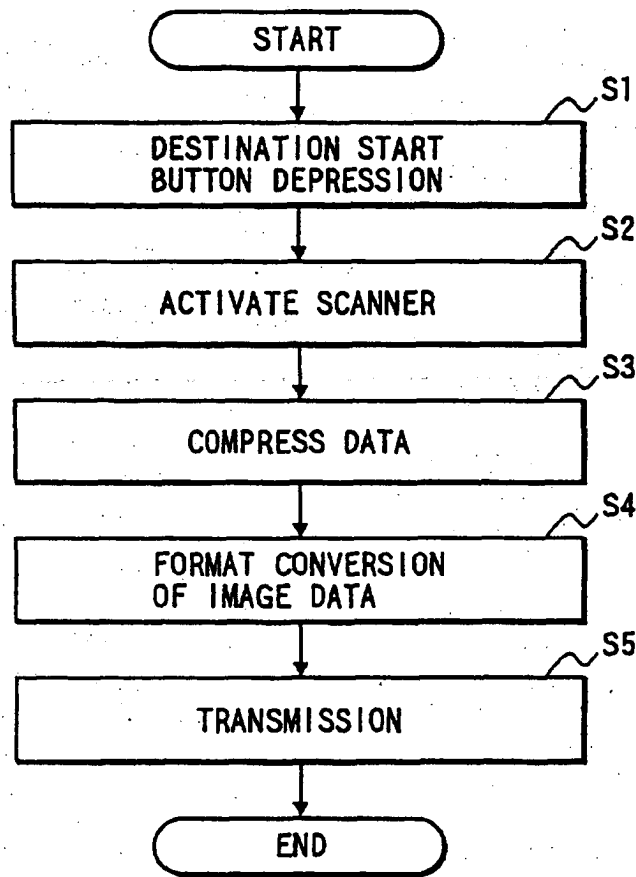 START
S1
DESTINATION START
BUTTON DEPRESSION
S2
ACTIVATE SCANNER
S3
COMPRESS DATA
S4
FORMAT CONVERSION
OF IMAGE DATA
S5
TRANSMISSION
END